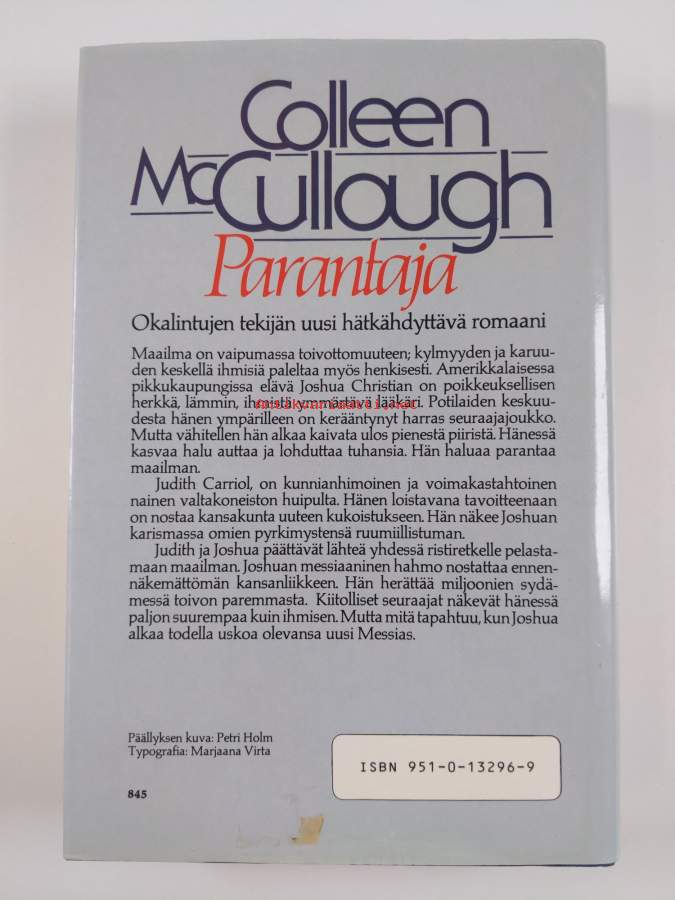 Colleen
McCullough
Parantaja
Okalintujen tekijän uusi hätkähdyttävä romaani
Maailma on vaipumassa toivottomuuteen; kylmyyden ja karuu-
den keskellä ihmisiä paleltaa myös henkisesti. Amerikkalaisessa
pikkukaupungissa elävä Joshua Christian on poikkeuksellisen
herkkä, lämmin, ihmistä ymmärtävä lääkäri. Potilaiden keskuu-
antikvariaatti.net
desta hänen ympärilleen on kerääntynyt harras seuraajajoukko.
Mutta vähitellen hän alkaa kaivata ulos pienestä piiristä. Hänessä
kasvaa halu auttaa ja lohduttaa tuhansia. Hän haluaa parantaa
maailman.
Judith Carriol, on kunnianhimoinen ja voimakastahtoinen
nainen valtakoneiston huipulta. Hänen loistavana tavoitteenaan
on nostaa kansakunta uuteen kukoistukseen. Hän näkee Joshuan
karismassa omien pyrkimystensä ruumiillistuman.
Judith ja Joshua päättävät lähteä yhdessä ristiretkelle pelasta-
maan maailman. Joshuan messiaaninen hahmo nostattaa ennen-
näkemättömän kansanliikkeen. Hän herättää miljoonien sydä-
messä toivon paremmasta. Kiitolliset seuraajat näkevät hänessä
paljon suurempaa kuin ihmisen. Mutta mitä tapahtuu, kun Joshua
alkaa todella uskoa olevansa uusi Messias.
Päällyksen kuva: Petri Holm
Typografia: Marjaana Virta
ISBN 951-0-13296-9
845